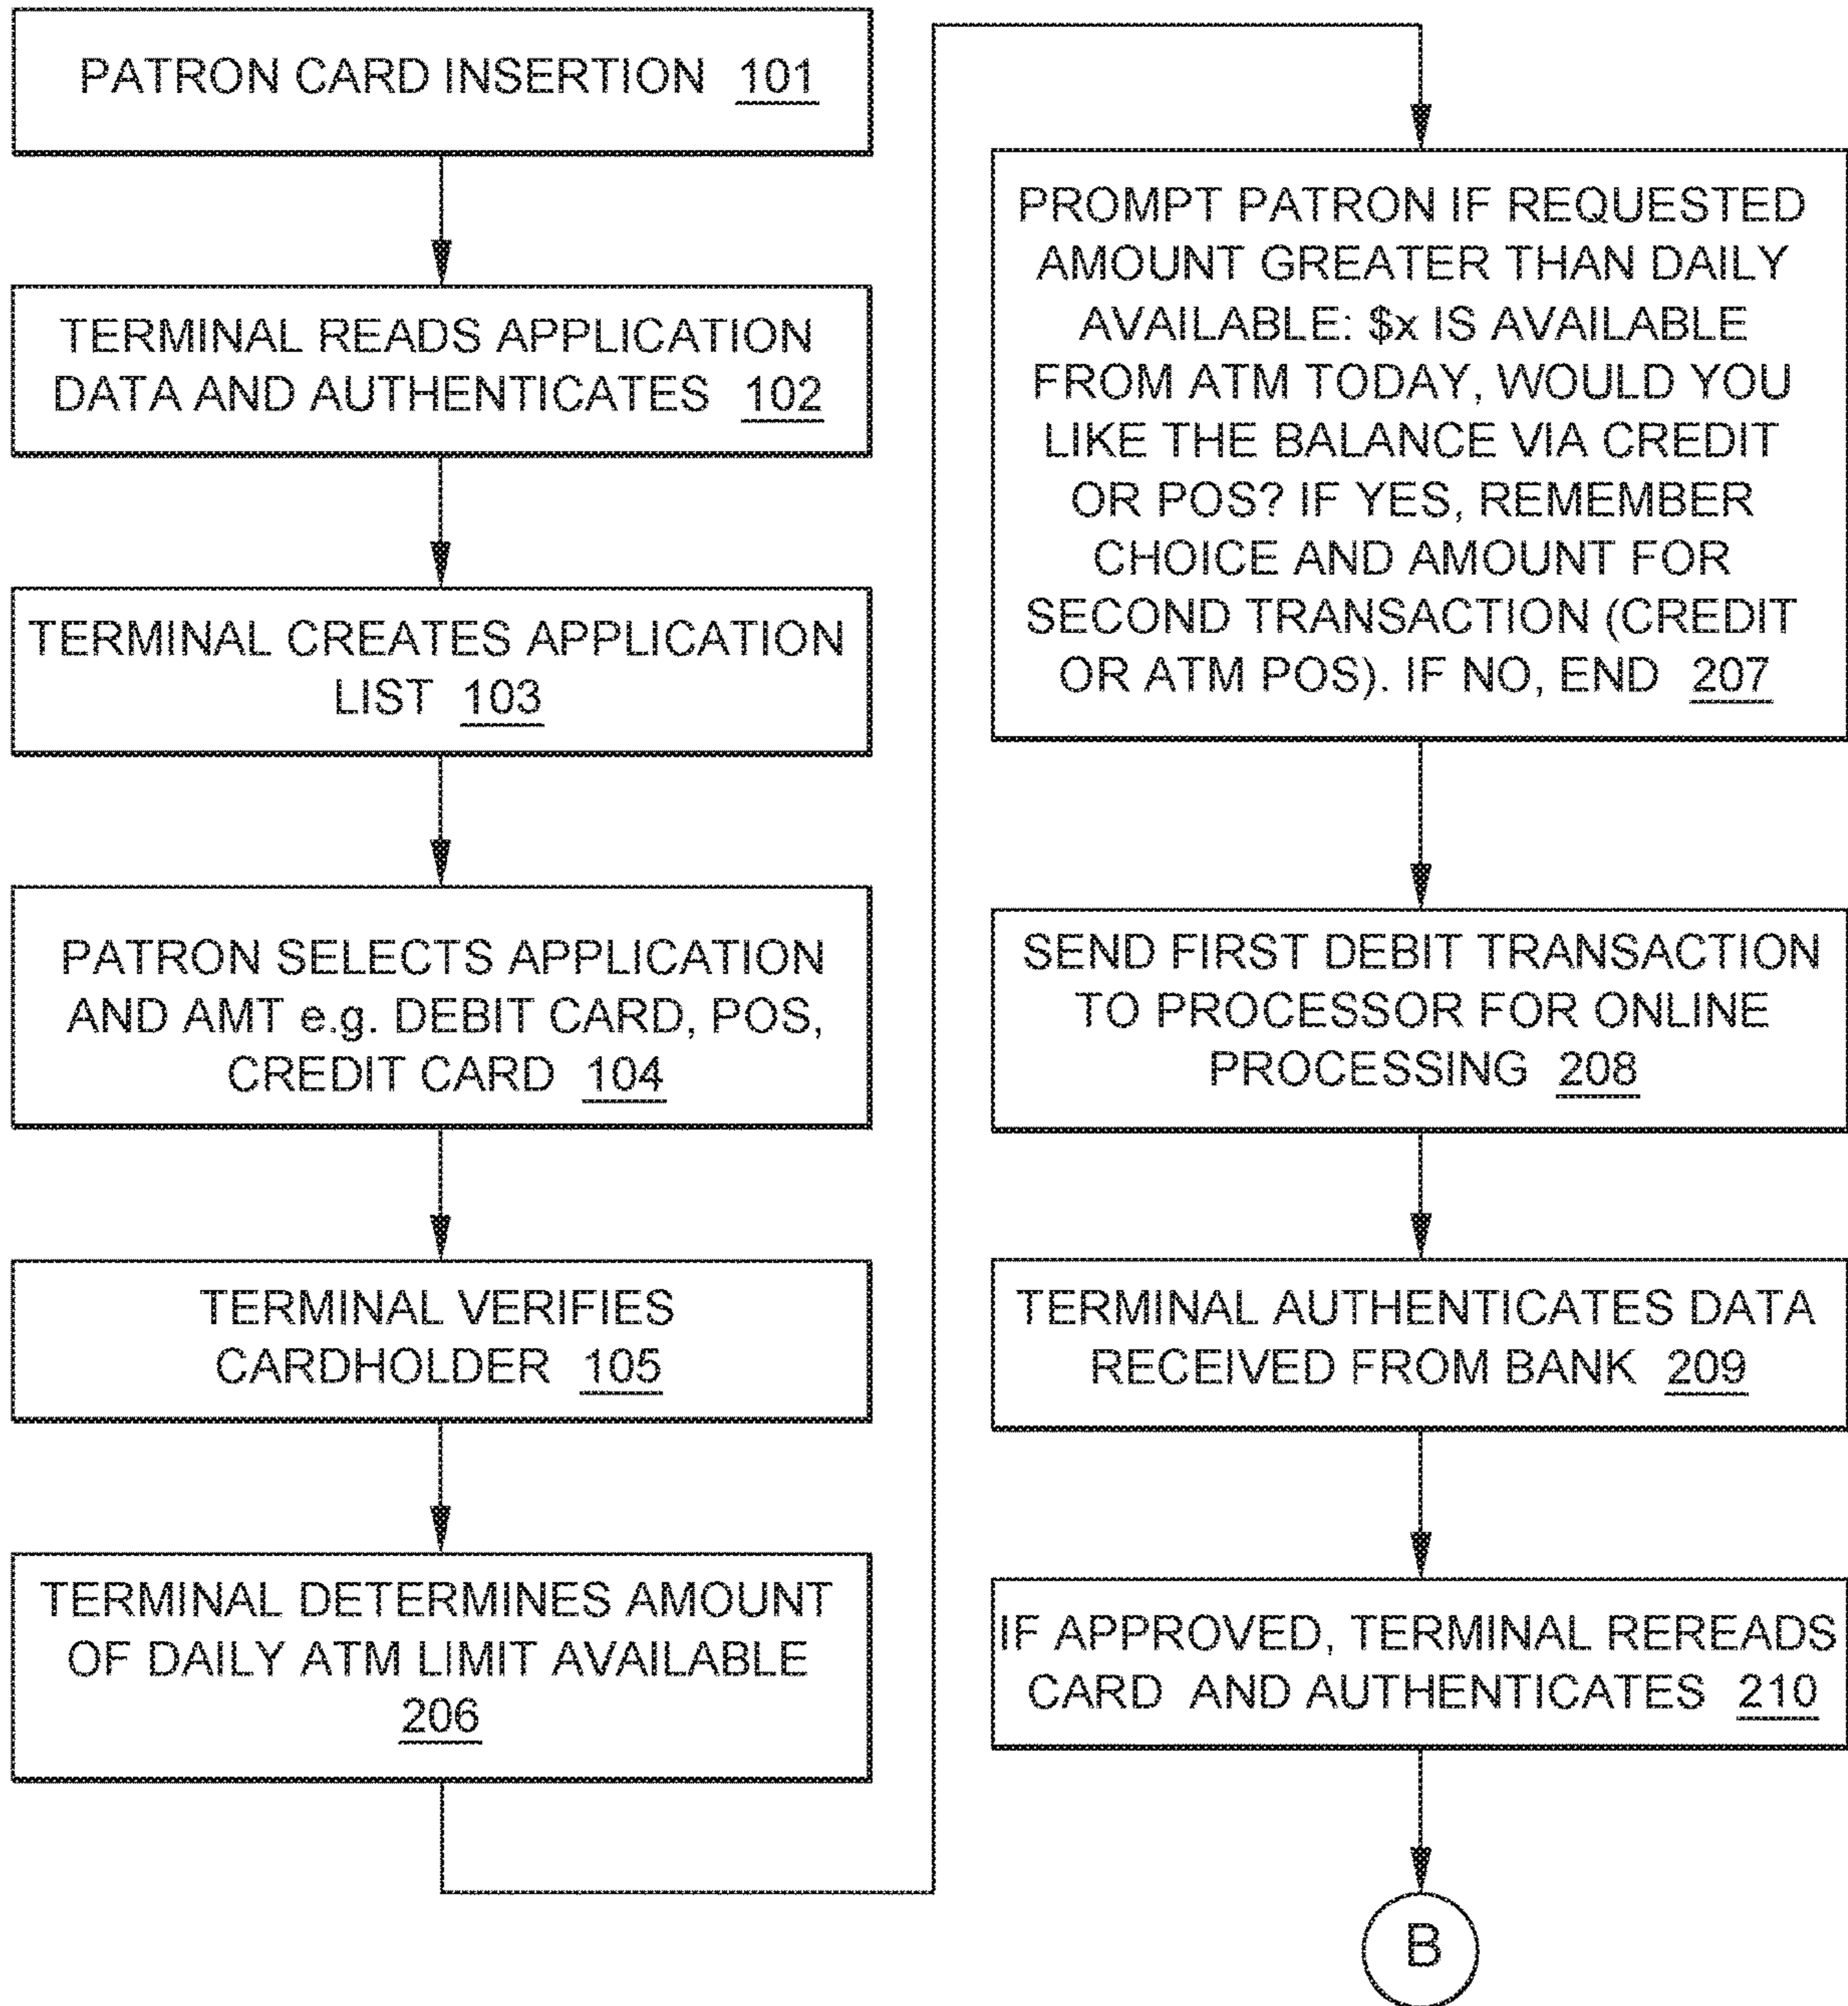 PATRON CARD INSERTION 101
TERMINAL READS APPLICATION
DATA AND AUTHENTICATES 102
TERMINAL CREATES APPLICATION
LIST 103
PATRON SELECTS APPLICATION
AND AMT e.g. DEBIT CARD, POS,
CREDIT CARD 104
TERMINAL VERIFIES
CARDHOLDER 105
TERMINAL DETERMINES AMOUNT
OF DAILY ATM LIMIT AVAILABLE
206
PROMPT PATRON IF REQUESTED
AMOUNT GREATER THAN DAILY
AVAILABLE: $x IS AVAILABLE
FROM ATM TODAY, WOULD YOU
LIKE THE BALANCE VIA CREDIT
OR POS? IF YES, REMEMBER
CHOICE AND AMOUNT FOR
SECOND TRANSACTION (CREDIT
OR ATM POS). IF NO, END 207
SEND FIRST DEBIT TRANSACTION
TO PROCESSOR FOR ONLINE
PROCESSING 208
TERMINAL AUTHENTICATES DATA
RECEIVED FROM BANK 209
IF APPROVED, TERMINAL REREADS
CARD AND AUTHENTICATES 210
B